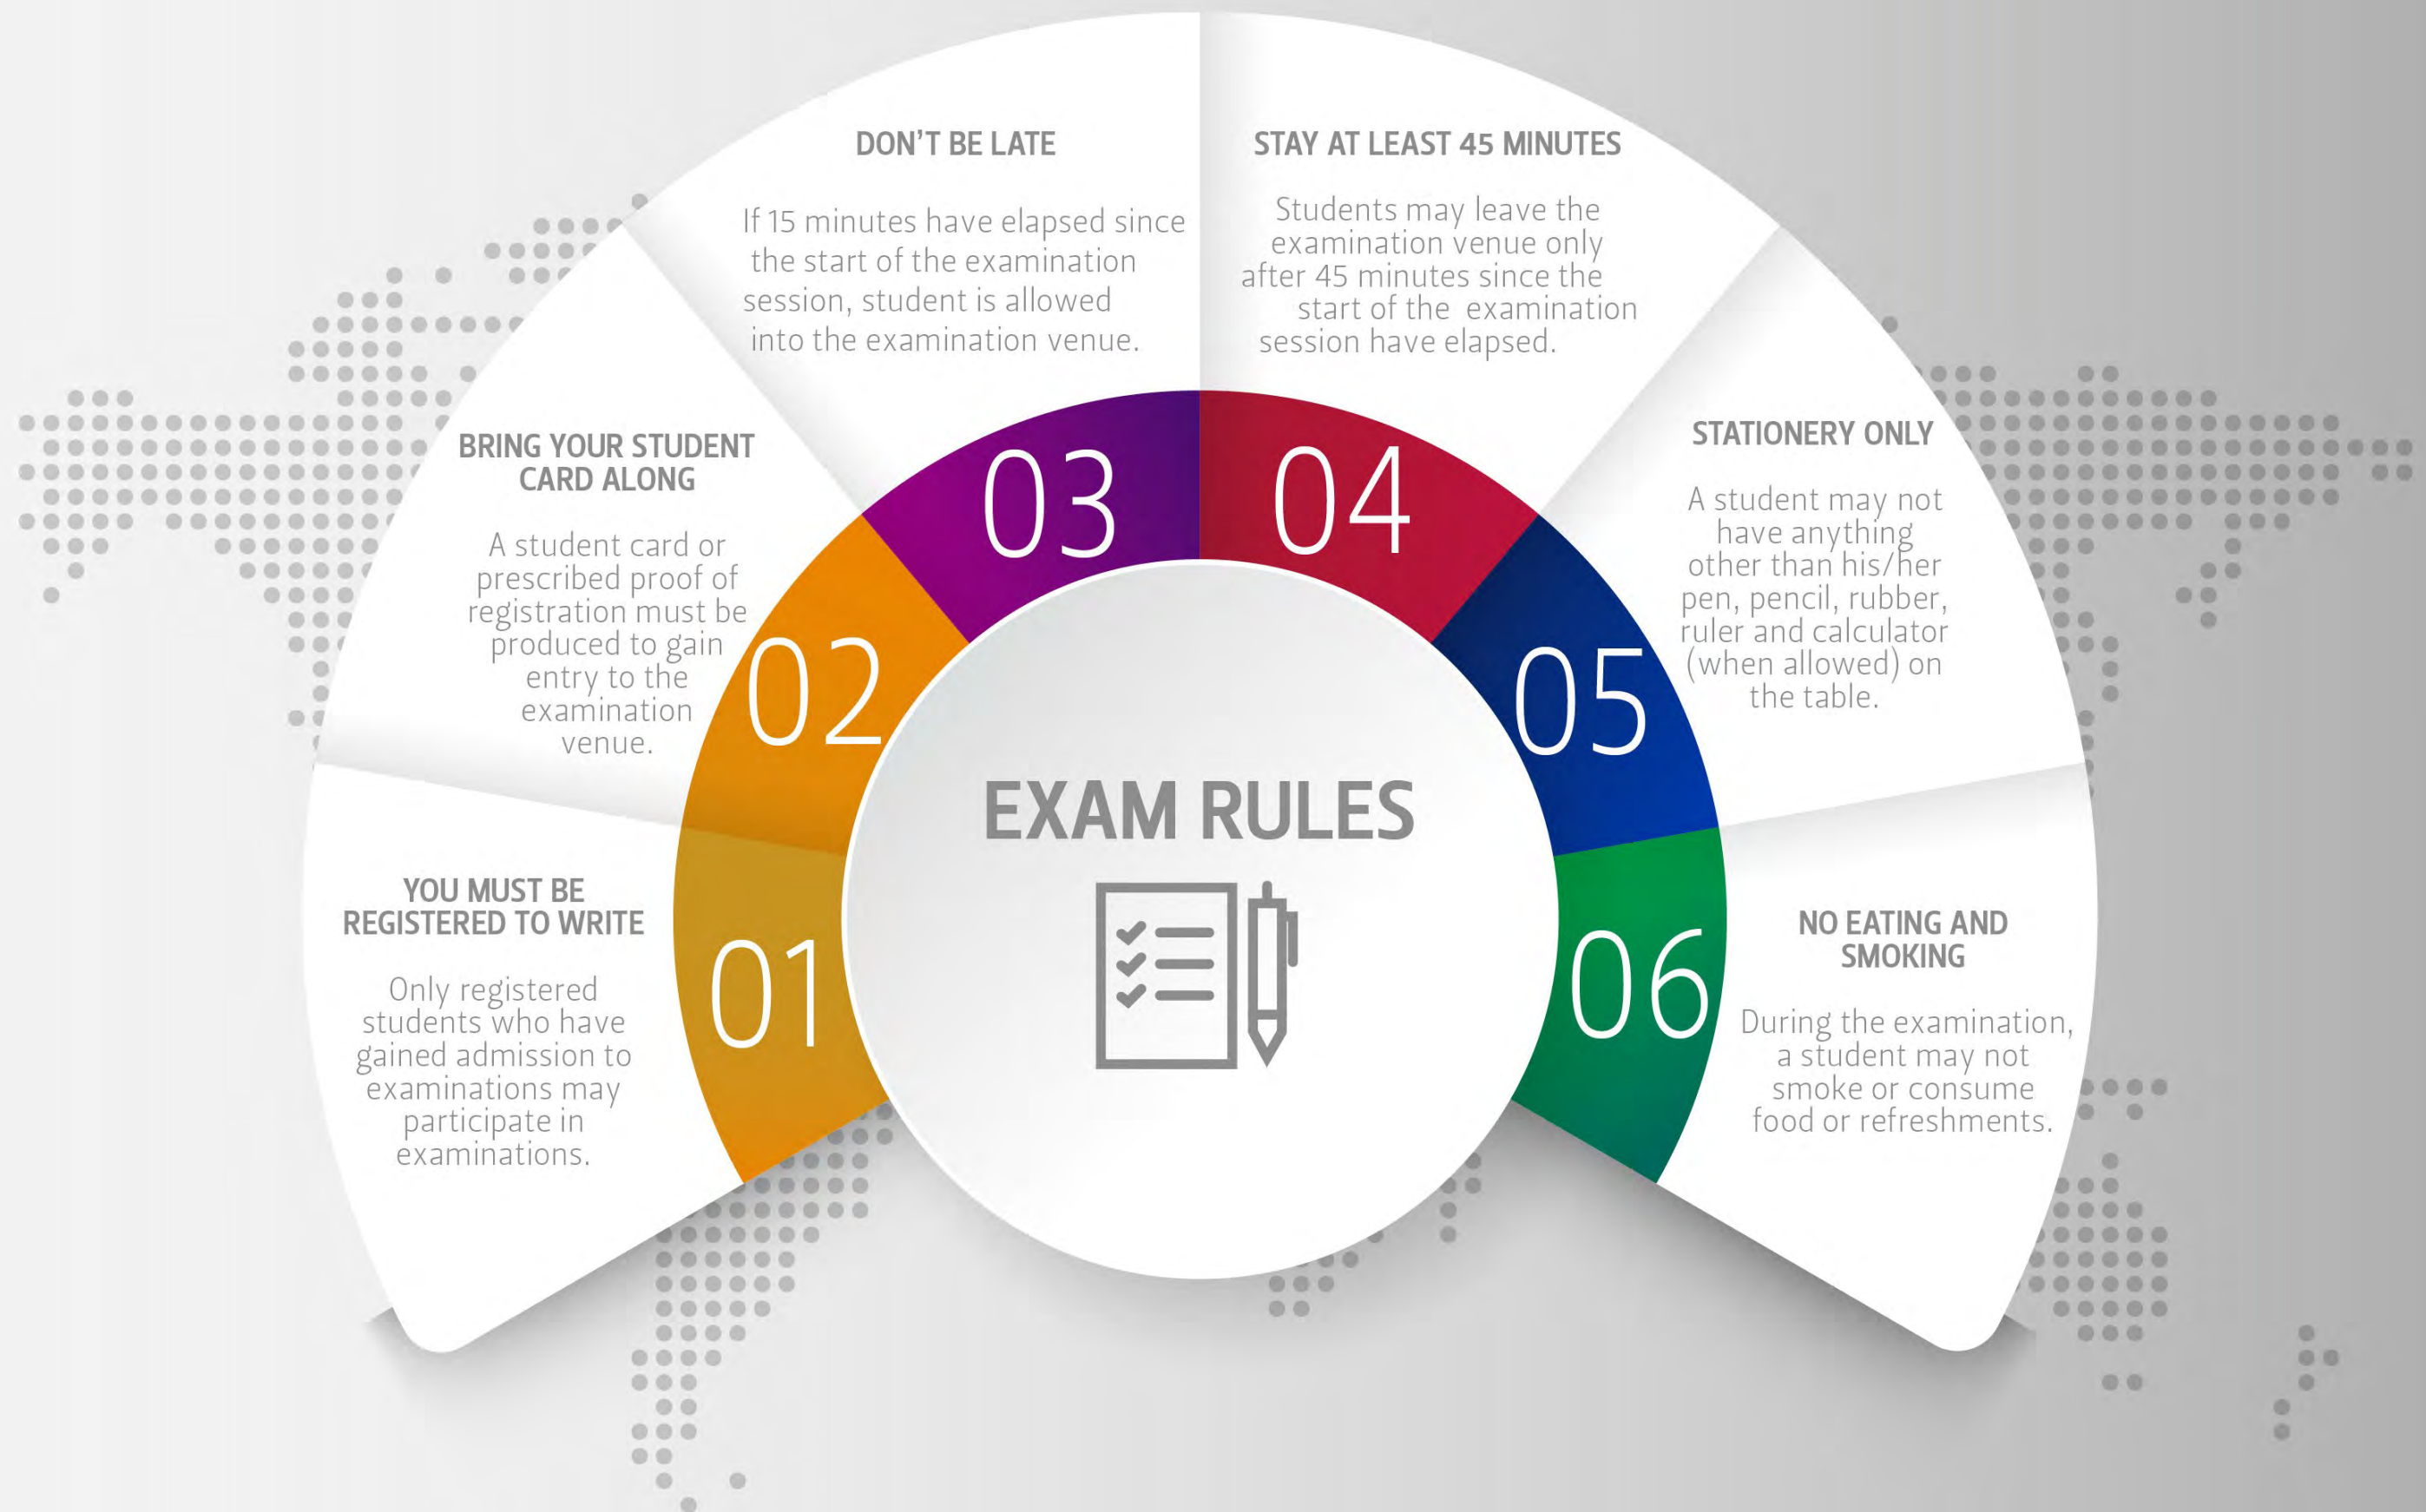 EXAM RULES
01
YOU MUST BE
REGISTERED TO WRITE
Only registered
students who have
gained admission to
examinations may
participate in
examinations.
02
BRING YOUR STUDENT
CARD ALONG
A student card or
prescribed proof of
registration must be
produced to gain
entry to the
examination
venue.
03
DON'T BE LATE
If 15 minutes have elapsed since
the start of the examination
session, student is allowed
into the examination venue.
04
STAY AT LEAST 45 MINUTES
Students may leave the
examination venue only
after 45 minutes since the
start of the examination
session have elapsed.
05
STATIONERY ONLY
A student may not
have anything
other than his/her
pen, pencil, rubber,
ruler and calculator
(when allowed) on
the table.
06
NO EATING AND
SMOKING
During the examination,
a student may not
smoke or consume
food or refreshments.